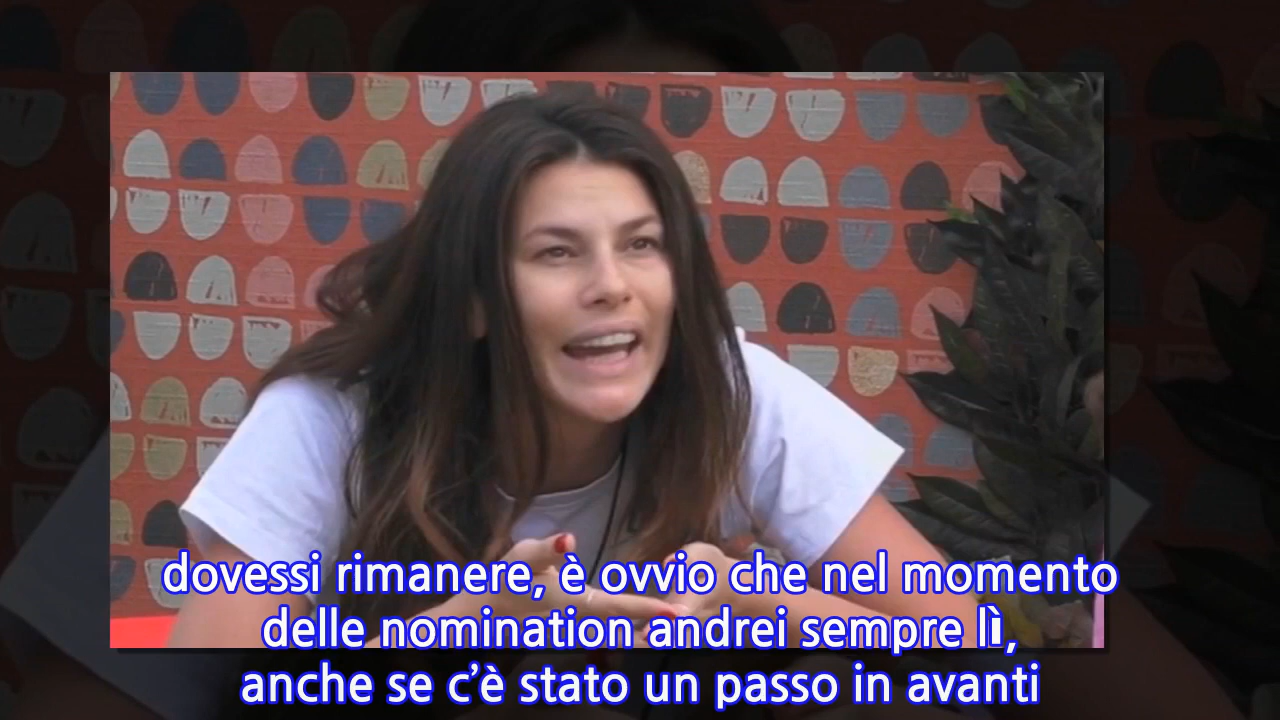 dovessi rimanere, è ovvio che nel momento
delle nomination andrei sempre lì,
anche se c’è stato un passo in avanti